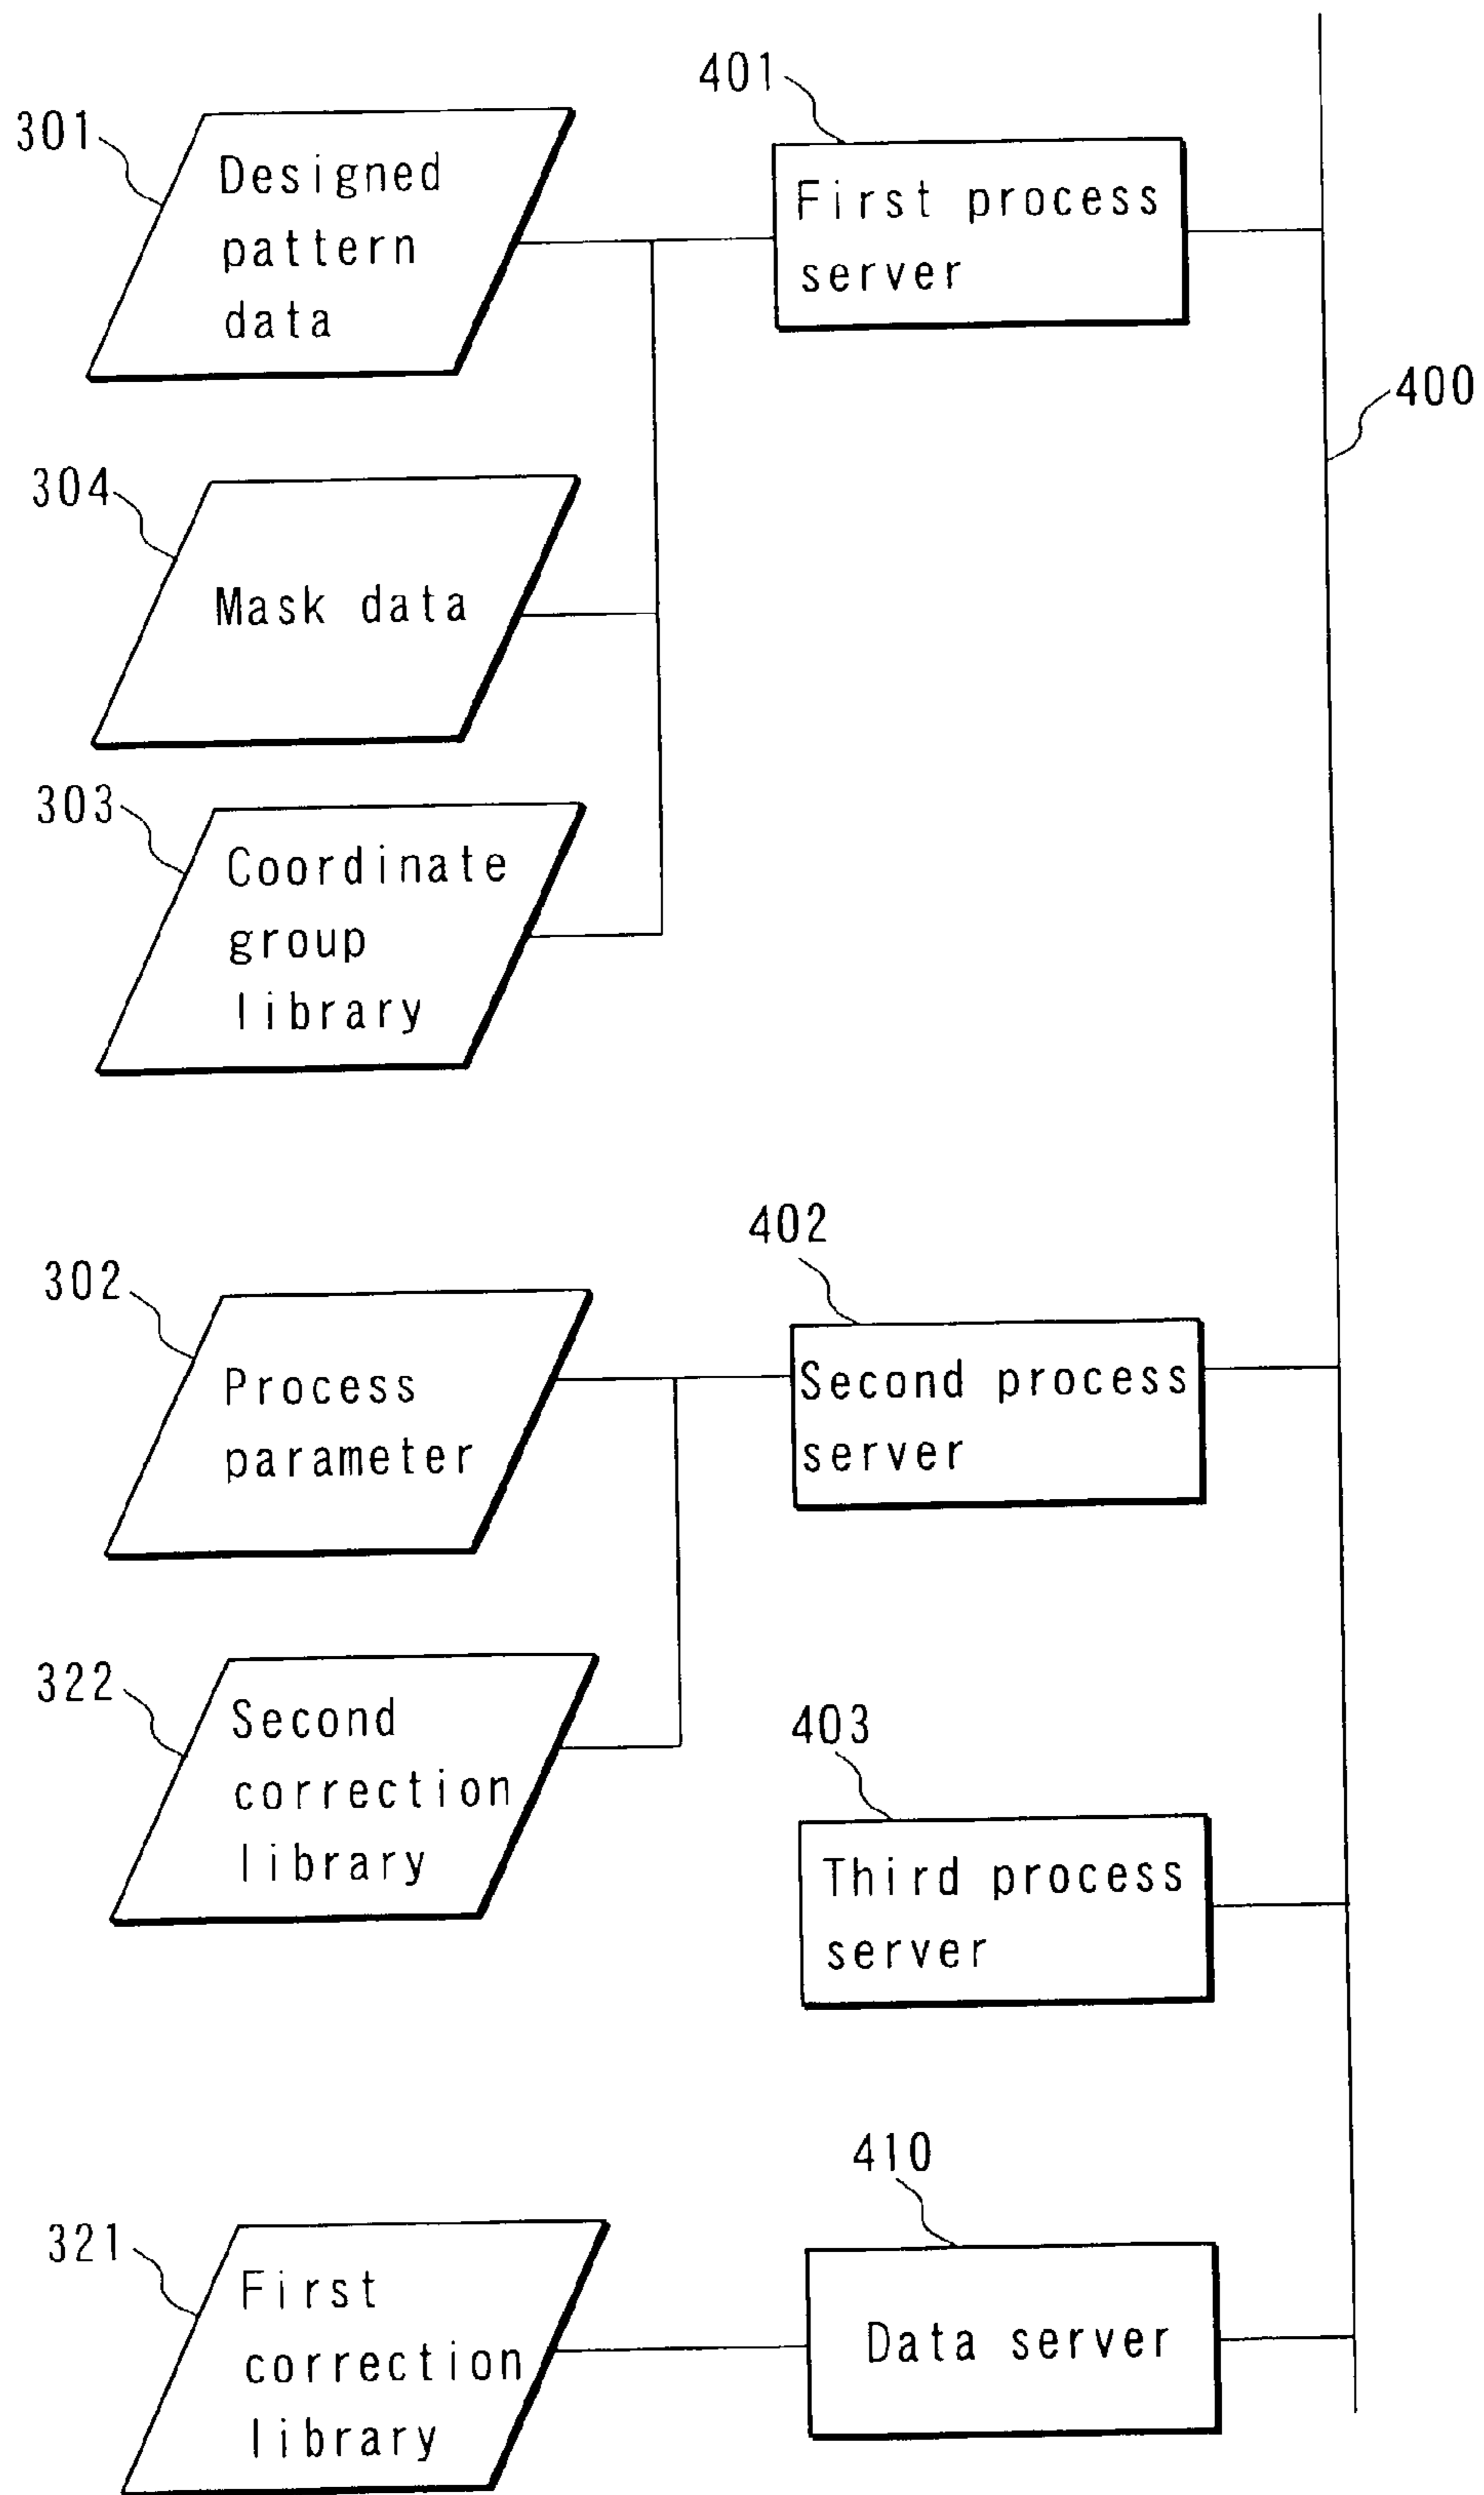 401
301
Designed
pattern
data
First process
server
400
304
Mask data
303
Coordinate
group
library
402
302
Process
parameter
Second process
server
322
Second
correction
library
403
Third process
server
410
321
First
correction
library
Data server